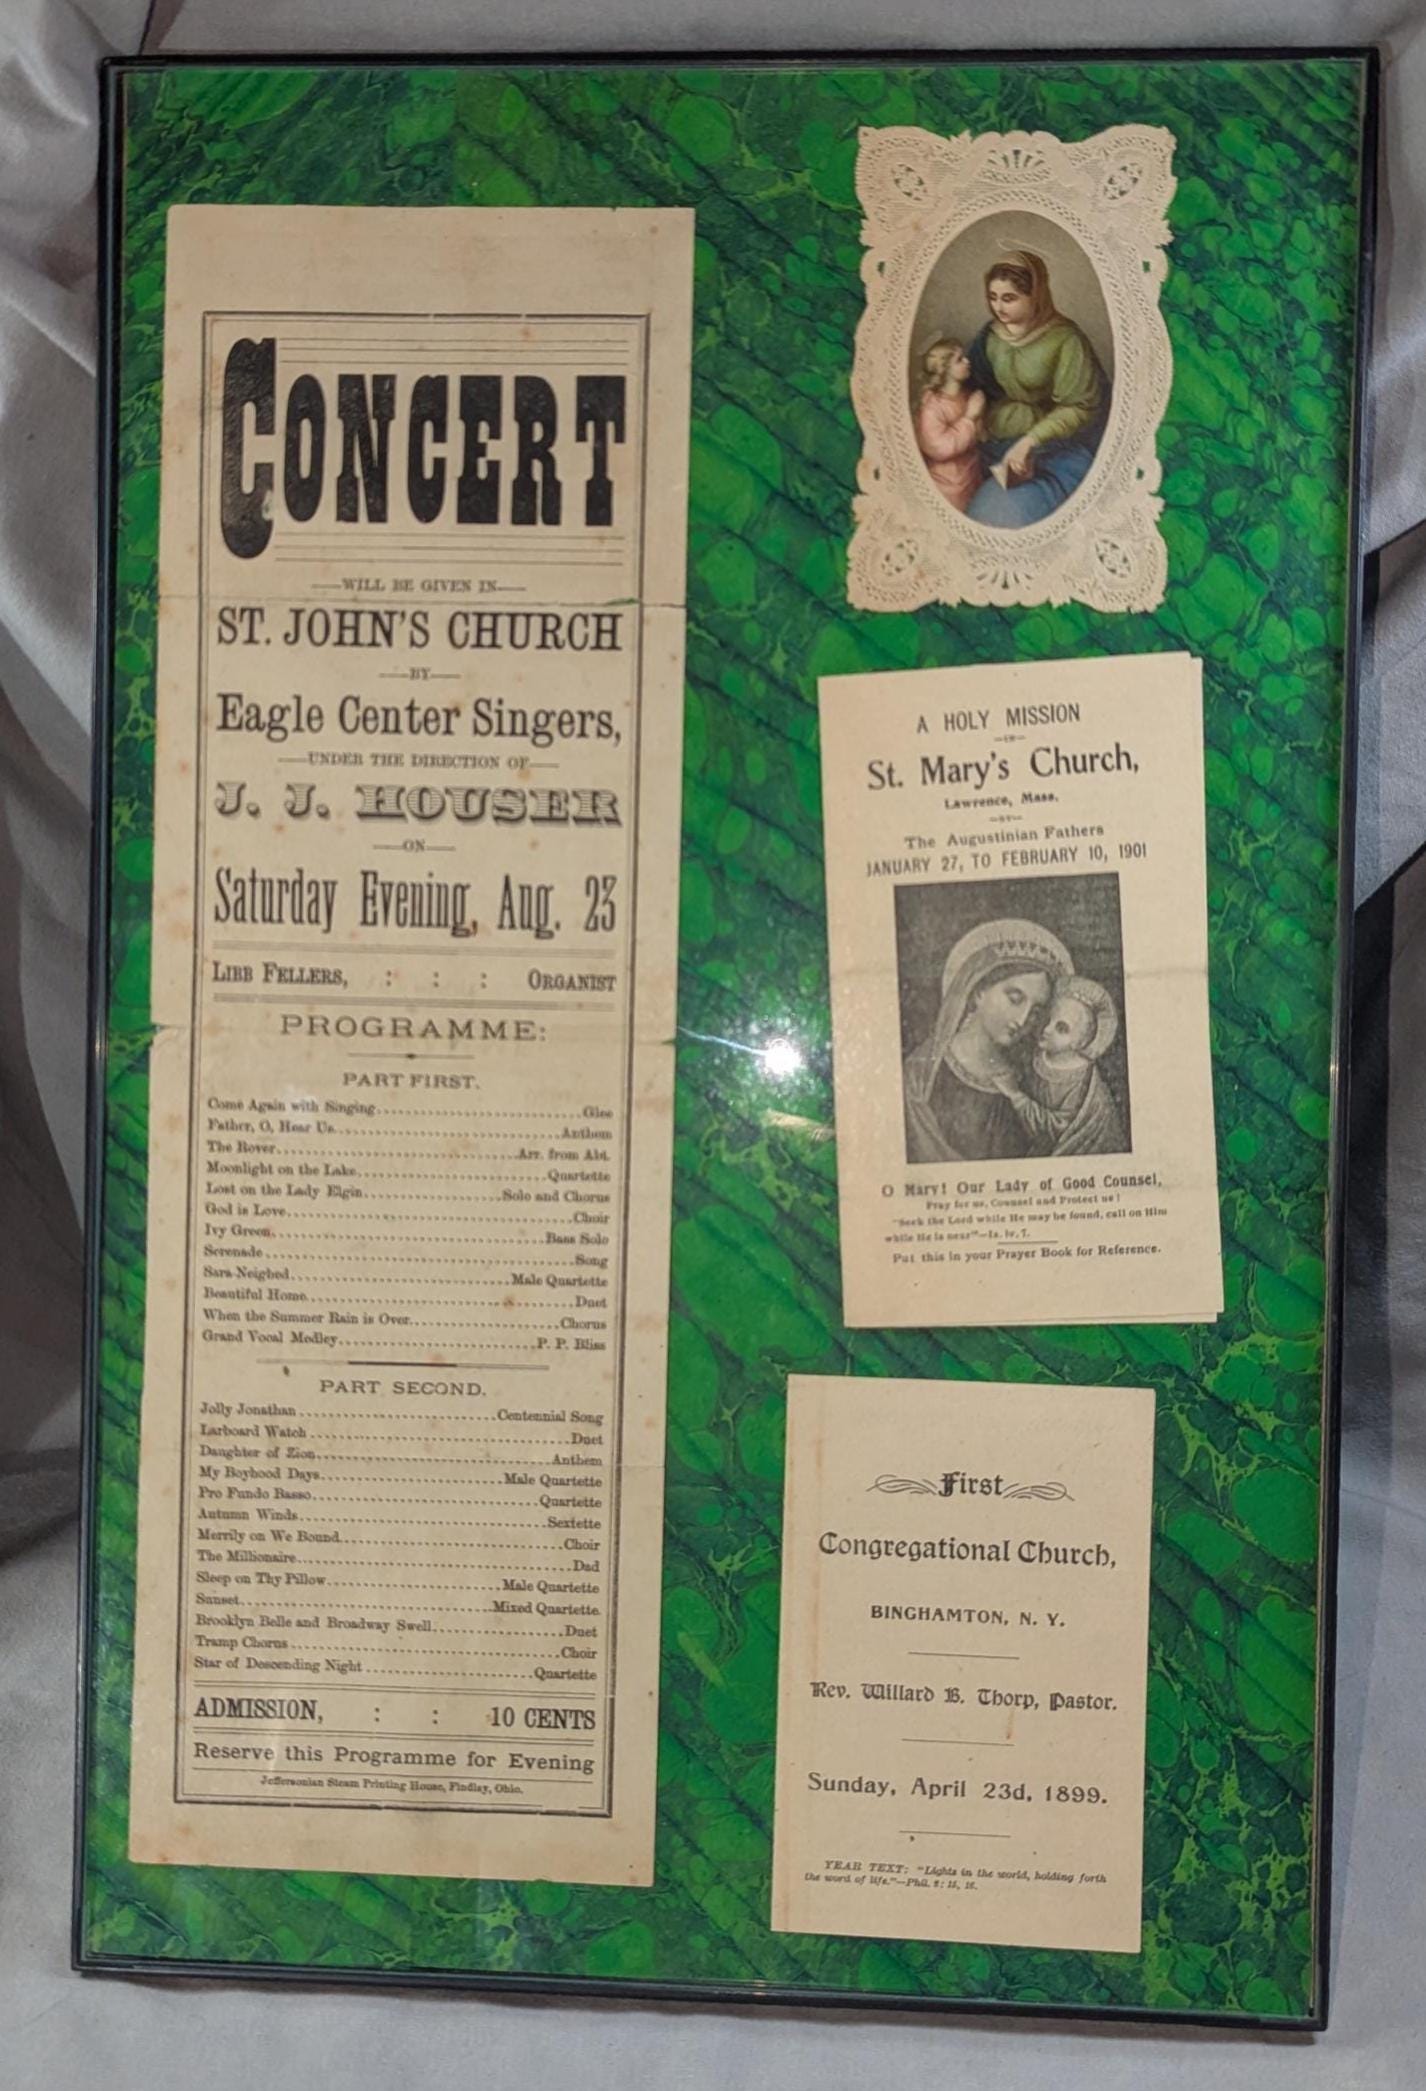 CONCERT
—WILL BE GIVEN IN—
ST. JOHN'S CHURCH
—BY—
Eagle Center Singers,
—UNDER THE DIRECTION OF—
J. J. HOUSER
—ON—
Saturday Evening, Aug. 23
LIBB FELLERS, : : : ORGANIST
PROGRAMME:
PART FIRST.
Come Again with Singing..........Glee
Father, O, Hear Us..........Anthem
The Rover..........Arr. from Abt.
Moonlight on the Lake..........Quartette
Lost on the Lady Elgin..........Solo and Chorus
God is Love..........Choir
Ivy Green..........Bass Solo
Serenade..........Song
Sara Neighed..........Male Quartette
Beautiful Home..........Duet
When the Summer Rain is Over..........Chorus
Grand Vocal Medley..........P. P. Bliss
PART SECOND.
Jolly Jonathan..........Centennial Song
Larboard Watch..........Duet
Daughter of Zion..........Anthem
My Boyhood Days..........Male Quartette
Pro Fundo Basso..........Quartette
Autumn Winds..........Sextette
Merrily on We Bound..........Choir
The Millionaire..........Dad
Sleep on Thy Pillow..........Male Quartette
Sunset..........Mixed Quartette.
Brooklyn Belle and Broadway Swell..........Duet
Tramp Chorus..........Choir
Star of Descending Night..........Quartette
ADMISSION, : : 10 CENTS
Reserve this Programme for Evening
Jeffersonian Steam Printing House, Findlay, Ohio.
A HOLY MISSION
—IN—
St. Mary's Church,
Lawrence, Mass.
—BY—
The Augustinian Fathers
JANUARY 27, TO FEBRUARY 10, 1901
O Mary! Our Lady of Good Counsel,
Pray for us, Counsel and Protect us!
"Seek the Lord while He may be found, call on Him
while He is near"—Is. lv, 7.
Put this in your Prayer Book for Reference.
First
Congregational Church,
BINGHAMTON, N. Y.
Rev. Willard B. Thorp, Pastor.
Sunday, April 23d, 1899.
YEAR TEXT: "Lights in the world, holding forth
the word of life."—Phil. 2: 15, 16.